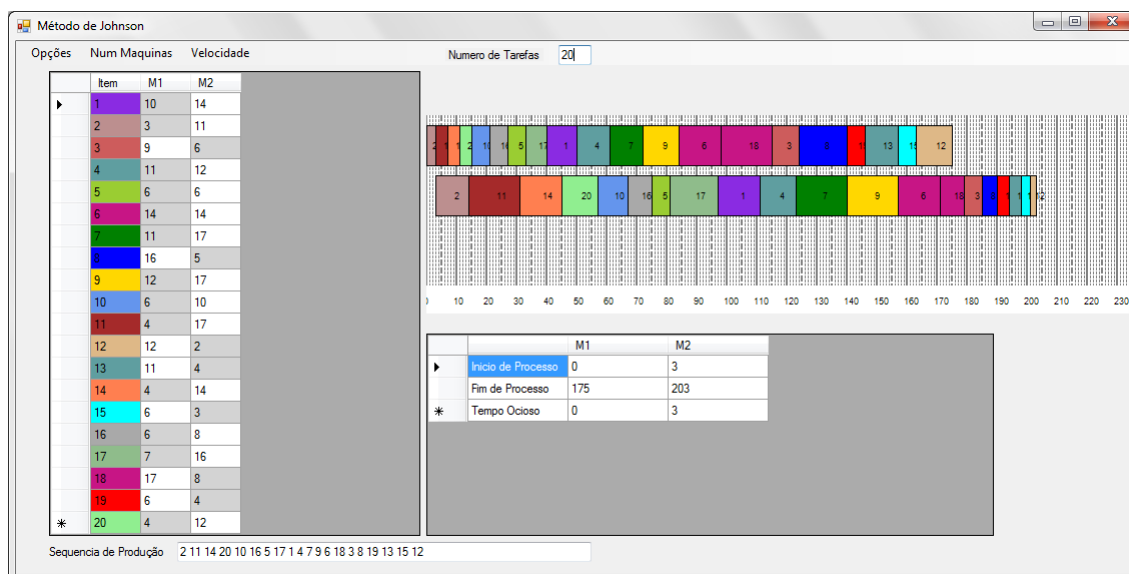 Método de Johnson
Opções Num Maquinas Velocidade Numero de Tarefas 20
Item M1 M2
1 10 14
2 3 11
3 9 6
4 11 12
5 6 6
6 14 14
7 11 17
8 16 5
9 12 17
10 6 10
11 4 17
12 12 2
13 11 4
14 4 14
15 6 3
16 6 8
17 7 16
18 17 8
19 6 4
20 4 12
2 1 1 2 10 16 5 17 1 4 7 9 6 18 3 8 13 12
2 11 14 20 10 16 5 17 1 4 7 9 6 18 3 8 1 1 1 12
10 20 30 40 50 60 70 80 90 100 110 120 130 140 150 160 170 180 190 200 210 220 230
M1 M2
Inicio de Processo 0 3
Fim de Processo 175 203
Tempo Ocioso 0 3
Sequencia de Produção 2 11 14 20 10 16 5 17 1 4 7 9 6 18 3 8 19 13 15 12